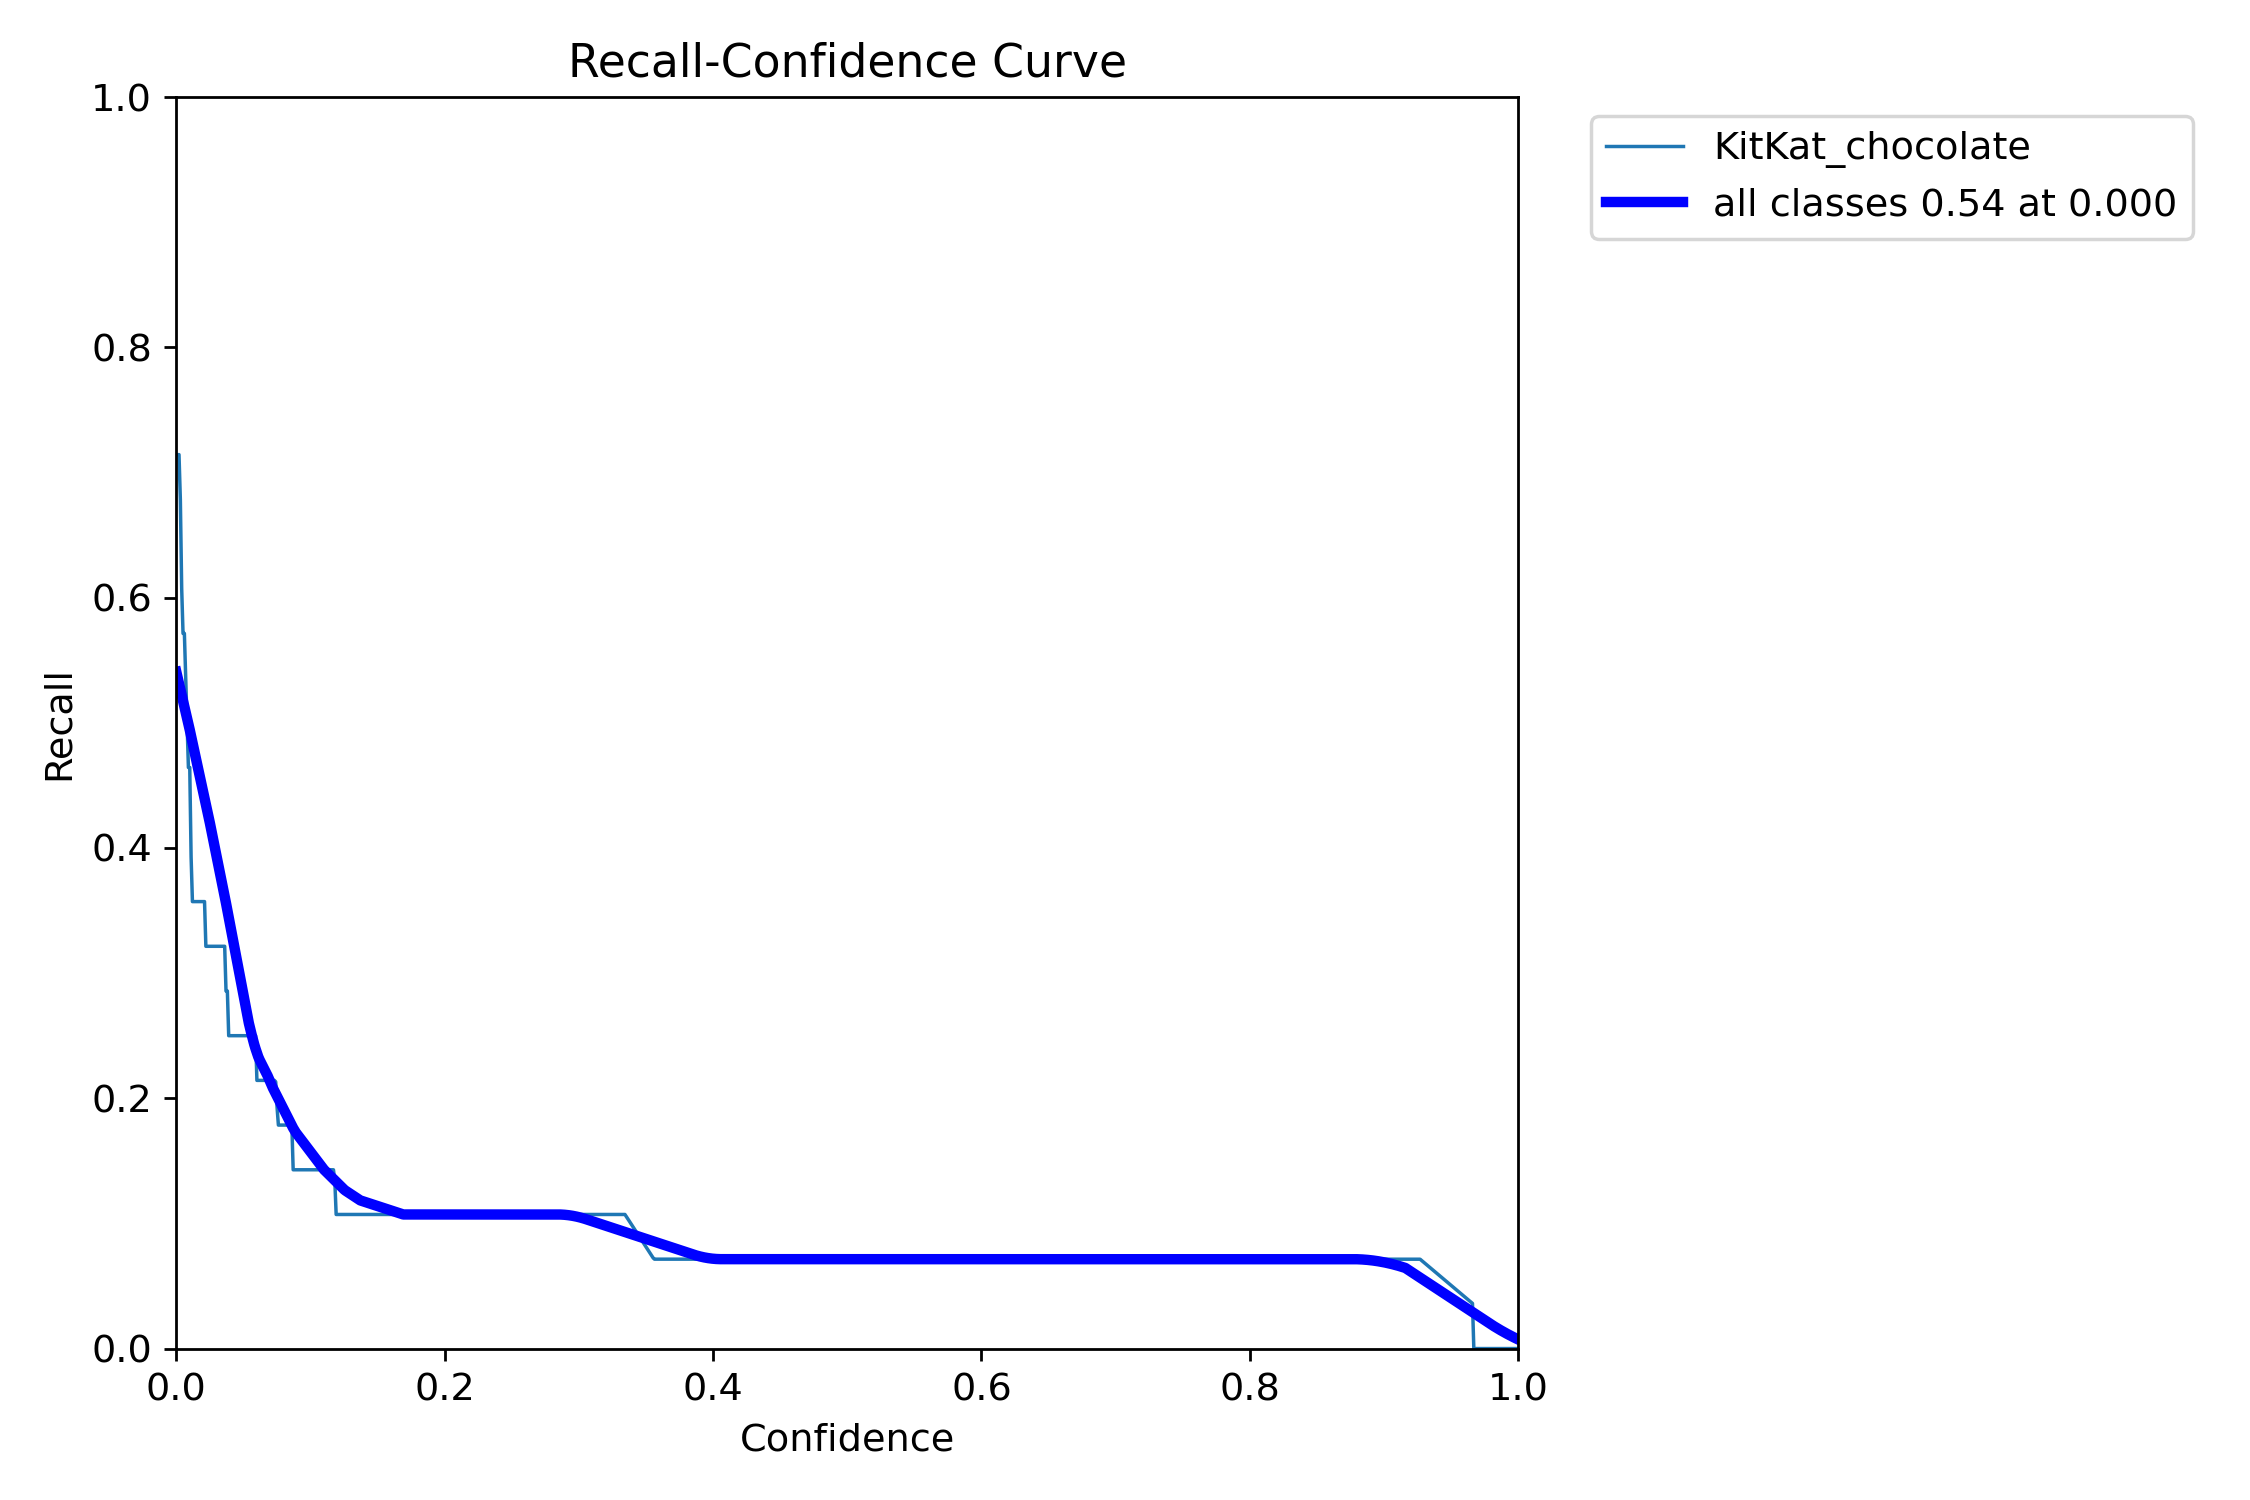 Recall-Confidence Curve
KitKat_chocolate
all classes 0.54 at 0.000
Recall
1.0
0.8
0.6
0.4
0.2
0.0
0.0 0.2 0.4 0.6 0.8 1.0
Confidence